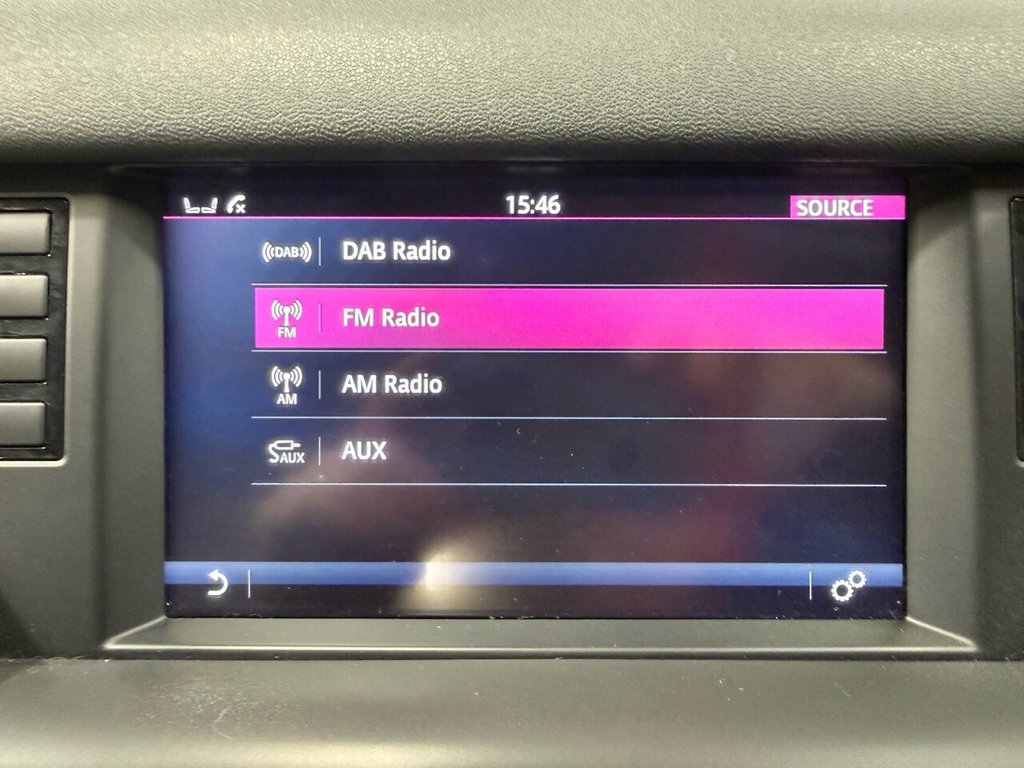 15:46
SOURCE
DAB
DAB Radio
FM
FM Radio
AM
AM Radio
AUX
AUX